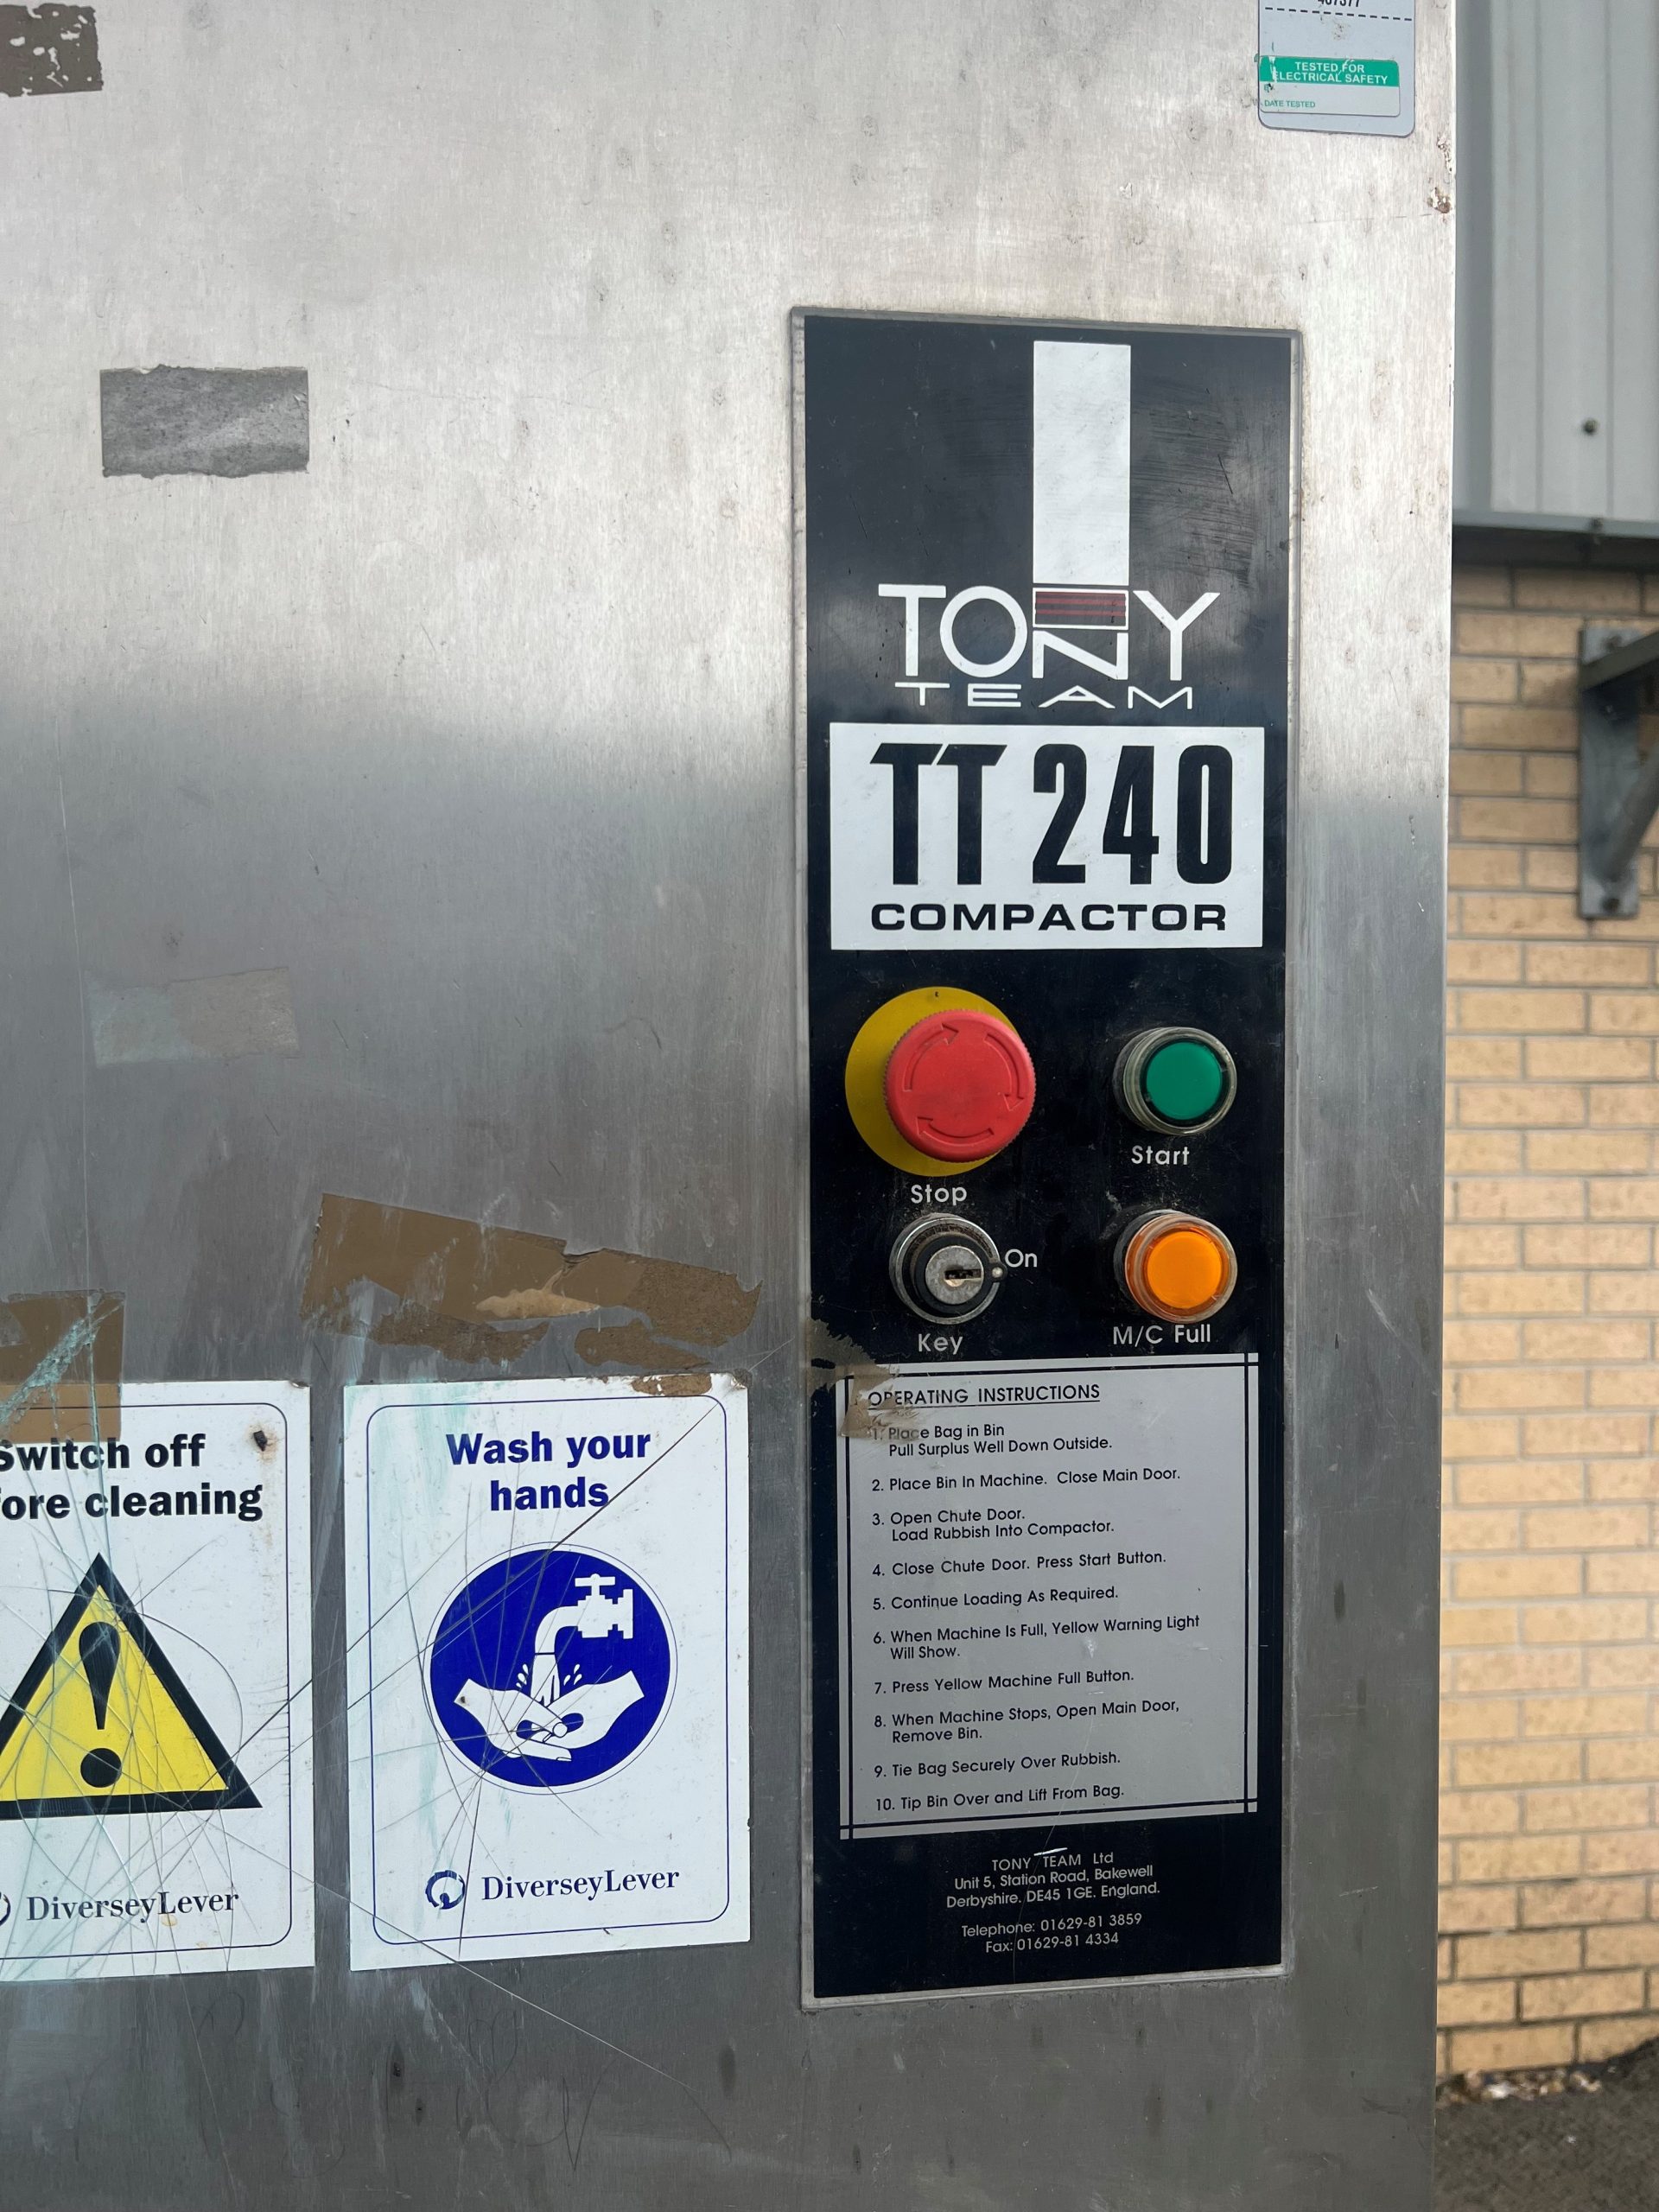 TESTED FOR
ELECTRICAL SAFETY
DATE TESTED
TONY
TEAM
TT 240
COMPACTOR
Stop
Start
On
Key
M/C Full
OPERATING INSTRUCTIONS
1. Place Bag in Bin
Pull Surplus Well Down Outside.
2. Place Bin In Machine. Close Main Door.
3. Open Chute Door.
Load Rubbish Into Compactor.
4. Close Chute Door. Press Start Button.
5. Continue Loading As Required.
6. When Machine Is Full, Yellow Warning Light
Will Show.
7. Press Yellow Machine Full Button.
8. When Machine Stops, Open Main Door,
Remove Bin.
9. Tie Bag Securely Over Rubbish.
10. Tip Bin Over and Lift From Bag.
TONY TEAM Ltd
Unit 5, Station Road, Bakewell
Derbyshire. DE45 1GE. England.
Telephone: 01629-81 3859
Fax: 01629-81 4334
Switch off
fore cleaning
DiverseyLever
Wash your
hands
DiverseyLever